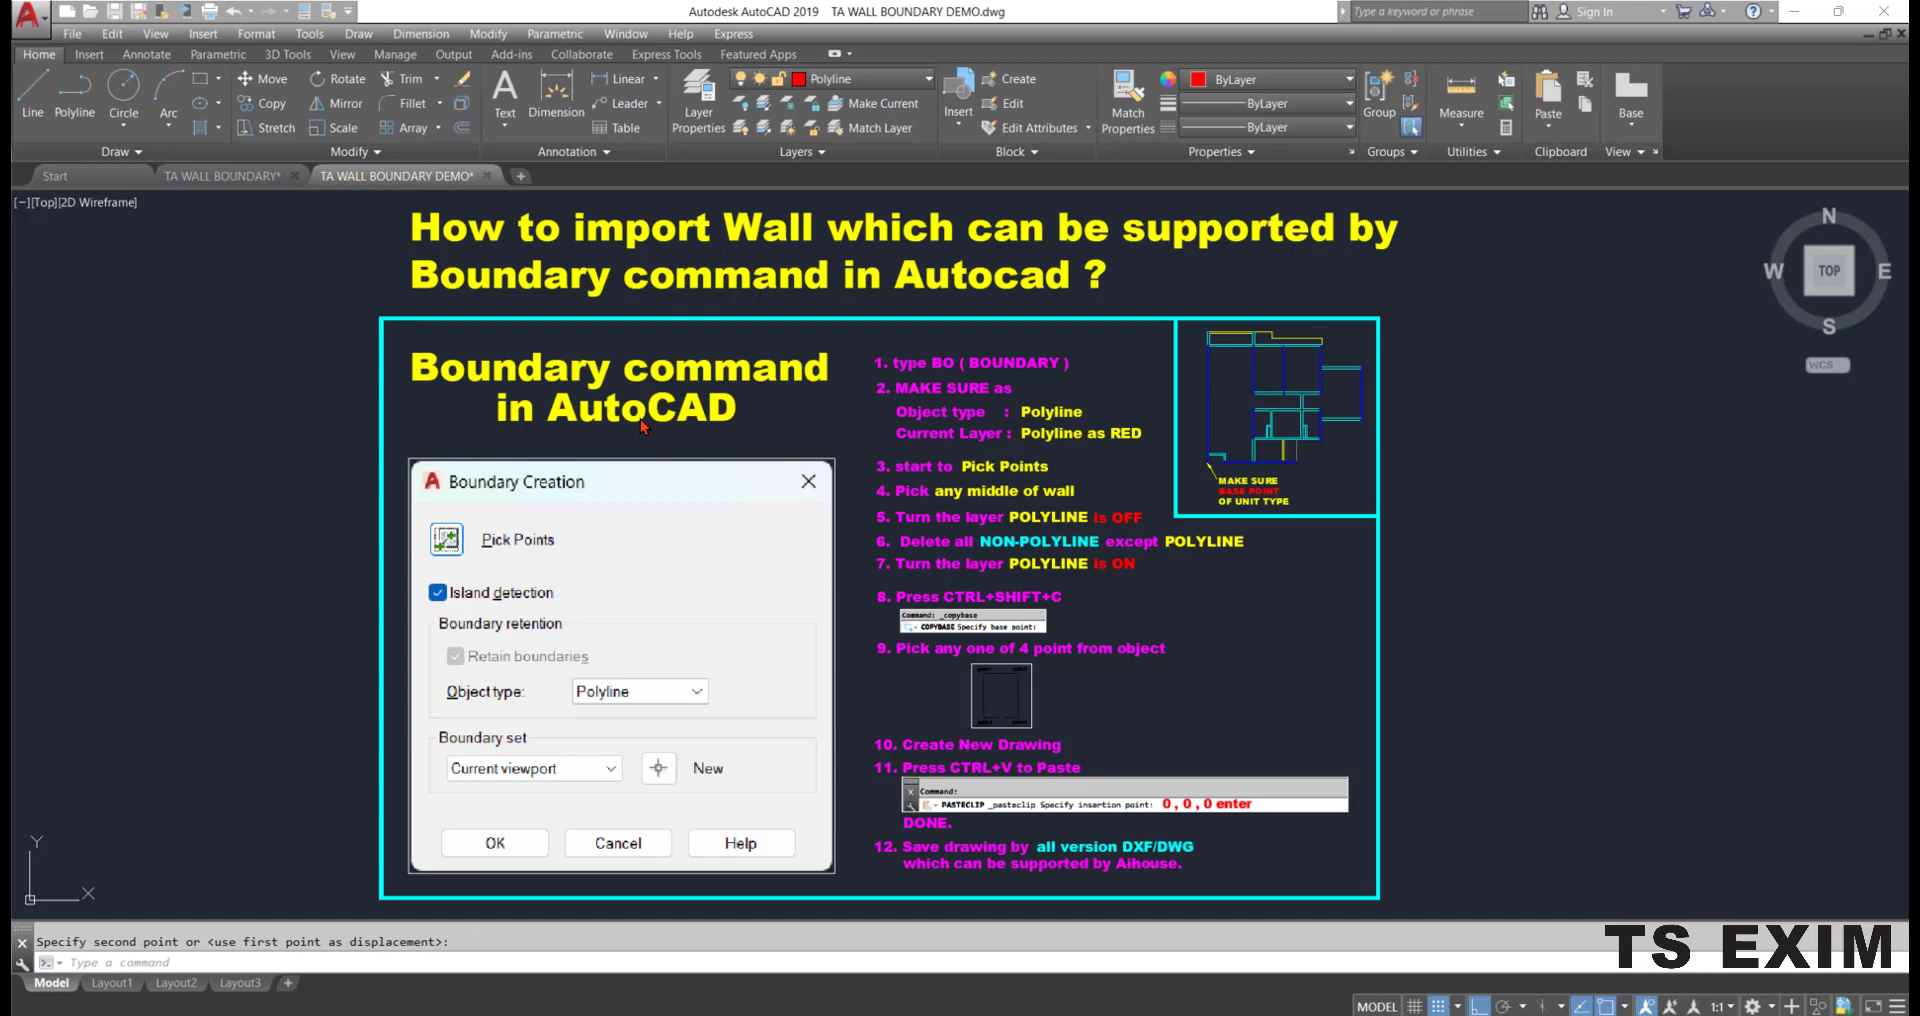 Autodesk AutoCAD 2019 TA WALL BOUNDARY DEMO.dwg
Type a keyword or phrase
Sign In
File Edit View Insert Format Tools Draw Dimension Modify Parametric Window Help Express
Home Insert Annotate Parametric 3D Tools View Manage Output Add-ins Collaborate Express Tools Featured Apps
Line Polyline Circle Arc
Move Rotate Trim
Copy Mirror Fillet
Stretch Scale Array
Text Dimension
Linear
Leader
Table
Layer Properties
Polyline
Make Current
Match Layer
Insert
Create
Edit
Edit Attributes
Match Properties
ByLayer
ByLayer
ByLayer
Group
Measure
Paste
Base
Draw Modify Annotation Layers Block Properties Groups Utilities Clipboard View
Start TA WALL BOUNDARY* TA WALL BOUNDARY DEMO*
[−][Top][2D Wireframe]
How to import Wall which can be supported by
Boundary command in Autocad ?
N
W TOP E
S
WCS
Boundary command
in AutoCAD
Boundary Creation
Pick Points
Island detection
Boundary retention
Retain boundaries
Object type: Polyline
Boundary set
Current viewport New
OK Cancel Help
1. type BO ( BOUNDARY )
2. MAKE SURE as
Object type : Polyline
Current Layer : Polyline as RED
3. start to Pick Points
4. Pick any middle of wall
5. Turn the layer POLYLINE is OFF
6. Delete all NON-POLYLINE except POLYLINE
7. Turn the layer POLYLINE is ON
8. Press CTRL+SHIFT+C
Command: _copybase
COPYBASE Specify base point:
9. Pick any one of 4 point from object
10. Create New Drawing
11. Press CTRL+V to Paste
Command:
PASTECLIP _pasteclip Specify insertion point: 0 , 0 , 0 enter
DONE.
12. Save drawing by all version DXF/DWG
which can be supported by Aihouse.
MAKE SURE
BASE POINT
OF UNIT TYPE
Y
X
Specify second point or <use first point as displacement>:
Type a command
TS EXIM
Model Layout1 Layout2 Layout3
MODEL 1:1